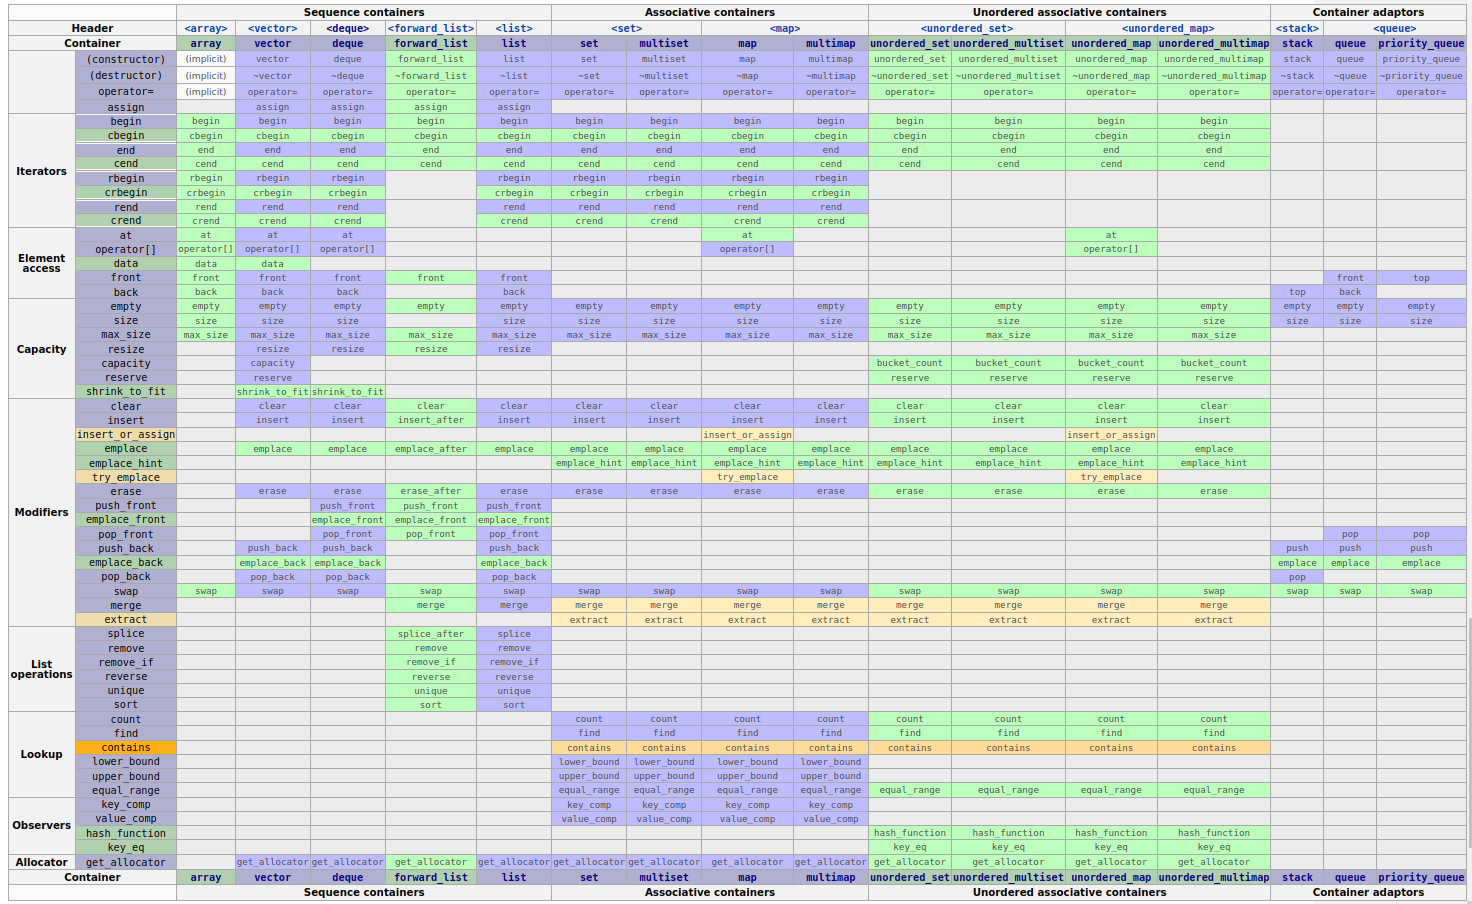 Sequence containers Associative containers Unordered associative containers Container adaptors
Header <array> <vector> <deque> <forward_list> <list> <set> <map> <unordered_set> <unordered_map> <stack> <queue>
Container array vector deque forward_list list set multiset map multimap unordered_set unordered_multiset unordered_map unordered_multimap stack queue priority_queue
(constructor) (implicit) vector deque forward_list list set multiset map multimap unordered_set unordered_multiset unordered_map unordered_multimap stack queue priority_queue
(destructor) (implicit) ~vector ~deque ~forward_list ~list ~set ~multiset ~map ~multimap ~unordered_set ~unordered_multiset ~unordered_map ~unordered_multimap ~stack ~queue ~priority_queue
operator= (implicit) operator= operator= operator= operator= operator= operator= operator= operator= operator= operator= operator= operator= operator= operator= operator=
assign assign assign assign assign
Iterators
begin begin begin begin begin begin begin begin begin begin begin begin begin begin
cbegin cbegin cbegin cbegin cbegin cbegin cbegin cbegin cbegin cbegin cbegin cbegin cbegin cbegin
end end end end end end end end end end end end end end
cend cend cend cend cend cend cend cend cend cend cend cend cend cend
rbegin rbegin rbegin rbegin rbegin rbegin rbegin rbegin rbegin
crbegin crbegin crbegin crbegin crbegin crbegin crbegin crbegin crbegin
rend rend rend rend rend rend rend rend rend
crend crend crend crend crend crend crend crend crend
Element
access
at at at at at at
operator[] operator[] operator[] operator[] operator[] operator[]
data data data
front front front front front front front top
back back back back back top back
Capacity
empty empty empty empty empty empty empty empty empty empty empty empty empty empty empty empty empty
size size size size size size size size size size size size size size size size
max_size max_size max_size max_size max_size max_size max_size max_size max_size max_size max_size max_size max_size max_size
resize resize resize resize resize
capacity capacity bucket_count bucket_count bucket_count bucket_count
reserve reserve reserve reserve reserve reserve
shrink_to_fit shrink_to_fit shrink_to_fit
Modifiers
clear clear clear clear clear clear clear clear clear clear clear clear clear
insert insert insert insert_after insert insert insert insert insert insert insert insert insert
insert_or_assign insert_or_assign insert_or_assign
emplace emplace emplace emplace_after emplace emplace emplace emplace emplace emplace emplace emplace emplace
emplace_hint emplace_hint emplace_hint emplace_hint emplace_hint emplace_hint emplace_hint emplace_hint emplace_hint
try_emplace try_emplace try_emplace
erase erase erase erase_after erase erase erase erase erase erase erase erase erase
push_front push_front push_front push_front
emplace_front emplace_front emplace_front emplace_front
pop_front pop_front pop_front pop_front pop pop
push_back push_back push_back push_back push push push
emplace_back emplace_back emplace_back emplace_back emplace emplace emplace
pop_back pop_back pop_back pop_back pop
swap swap swap swap swap swap swap swap swap swap swap swap swap swap swap swap swap
merge merge merge merge merge merge merge merge merge merge merge
extract extract extract extract extract extract extract extract extract
List
operations
splice splice_after splice
remove remove remove
remove_if remove_if remove_if
reverse reverse reverse
unique unique unique
sort sort sort
Lookup
count count count count count count count count count
find find find find find find find find find
contains contains contains contains contains contains contains contains contains
lower_bound lower_bound lower_bound lower_bound lower_bound
upper_bound upper_bound upper_bound upper_bound upper_bound
equal_range equal_range equal_range equal_range equal_range equal_range equal_range equal_range equal_range
Observers
key_comp key_comp key_comp key_comp key_comp
value_comp value_comp value_comp value_comp value_comp
hash_function hash_function hash_function hash_function hash_function
key_eq key_eq key_eq key_eq key_eq
Allocator get_allocator get_allocator get_allocator get_allocator get_allocator get_allocator get_allocator get_allocator get_allocator get_allocator get_allocator get_allocator get_allocator
Container array vector deque forward_list list set multiset map multimap unordered_set unordered_multiset unordered_map unordered_multimap stack queue priority_queue
Sequence containers Associative containers Unordered associative containers Container adaptors